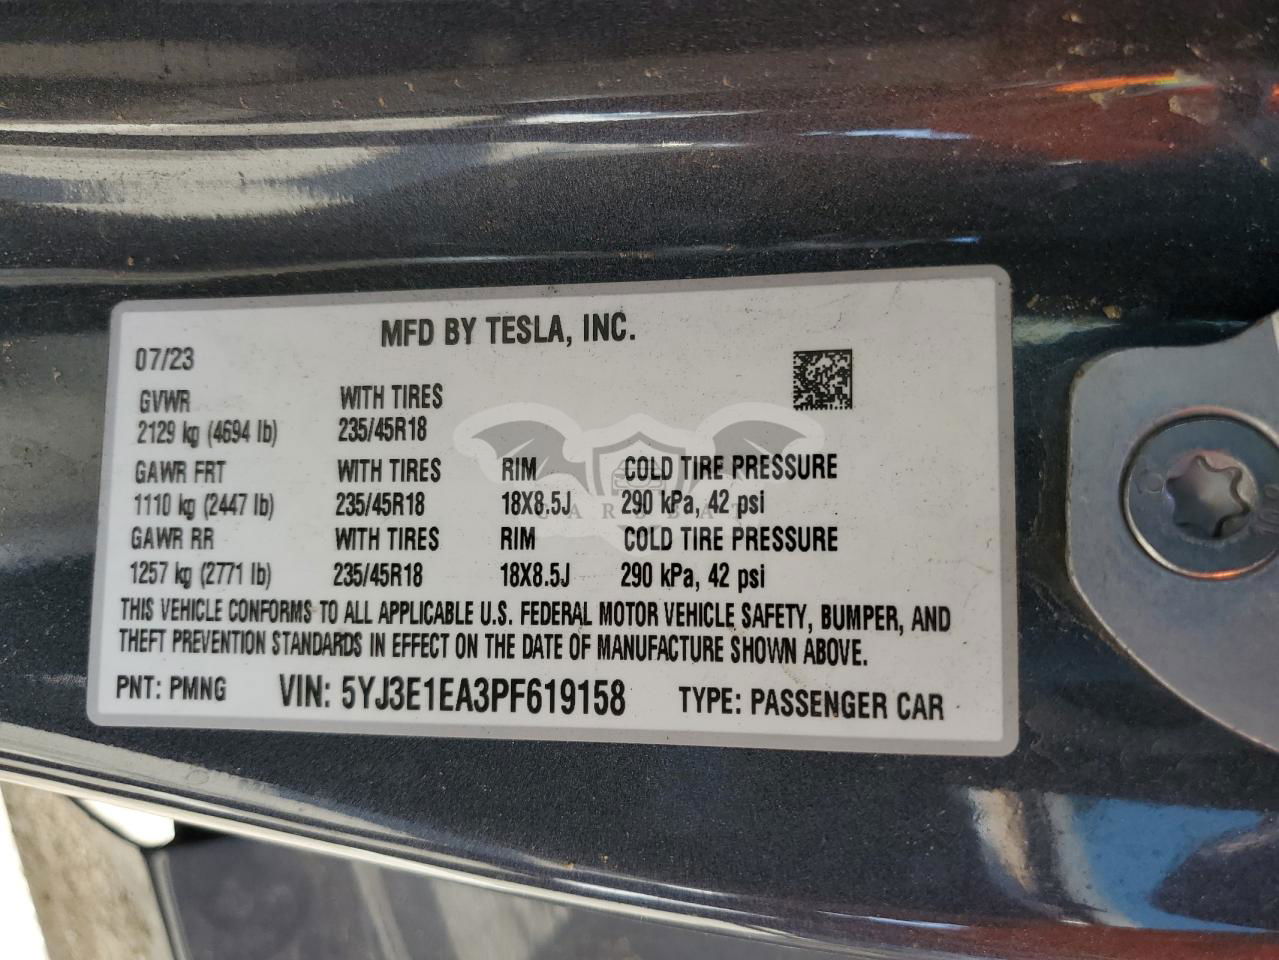 MFD BY TESLA, INC.
07/23
GVWR WITH TIRES
2129 kg (4694 lb) 235/45R18
GAWR FRT WITH TIRES RIM COLD TIRE PRESSURE
1110 kg (2447 lb) 235/45R18 18X8.5J 290 kPa, 42 psi
GAWR RR WITH TIRES RIM COLD TIRE PRESSURE
1257 kg (2771 lb) 235/45R18 18X8.5J 290 kPa, 42 psi
THIS VEHICLE CONFORMS TO ALL APPLICABLE U.S. FEDERAL MOTOR VEHICLE SAFETY, BUMPER, AND
THEFT PREVENTION STANDARDS IN EFFECT ON THE DATE OF MANUFACTURE SHOWN ABOVE.
PNT: PMNG VIN: 5YJ3E1EA3PF619158 TYPE: PASSENGER CAR
CARSBAT